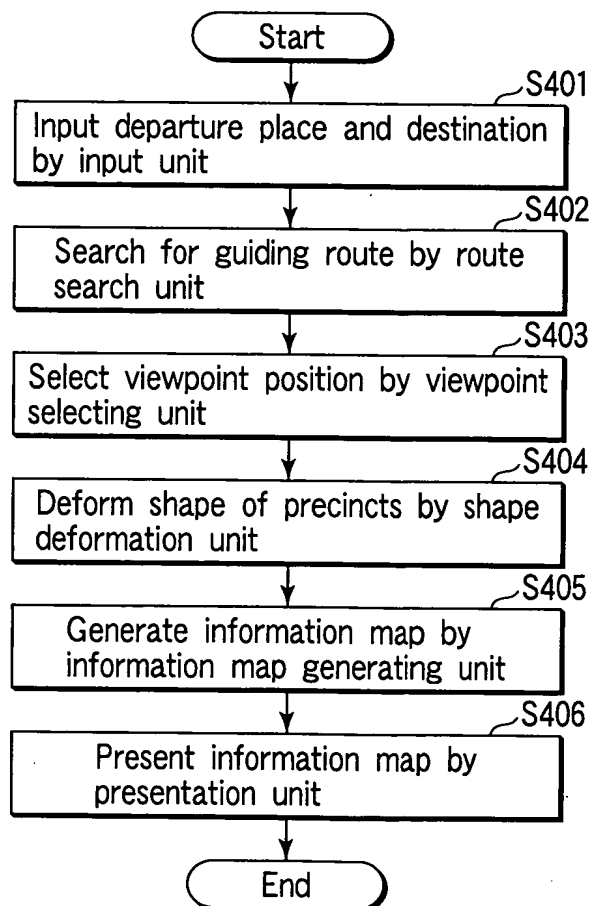 Start
S401
Input departure place and destination
by input unit
S402
Search for guiding route by route
search unit
S403
Select viewpoint position by viewpoint
selecting unit
S404
Deform shape of precincts by shape
deformation unit
S405
Generate information map by
information map generating unit
S406
Present information map by
presentation unit
End